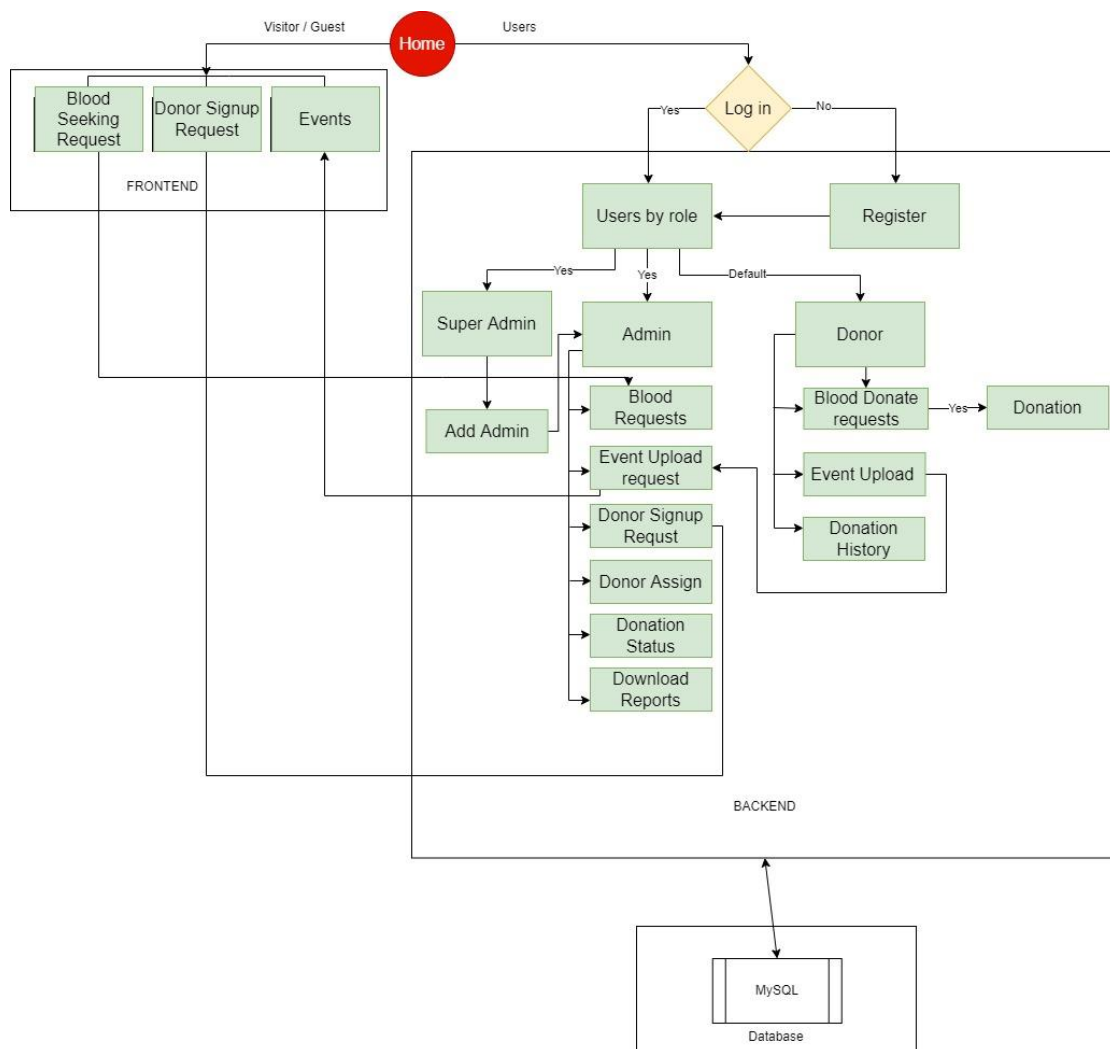 Visitor / Guest
Home
Users
Blood
Seeking
Request
Donor Signup
Request
Events
FRONTEND
Log in
Yes
No
Users by role
Register
Yes
Yes
Default
Super Admin
Admin
Donor
Add Admin
Blood
Requests
Blood Donate
requests
Yes
Donation
Event Upload
request
Event Upload
Donor Signup
Requst
Donation
History
Donor Assign
Donation
Status
Download
Reports
BACKEND
MySQL
Database